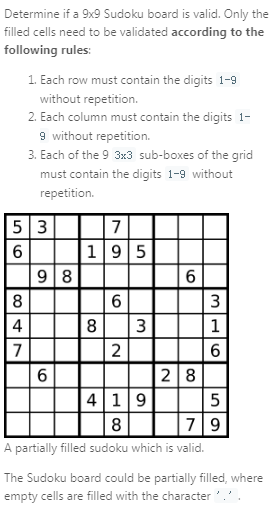 Determine if a 9x9 Sudoku board is valid. Only the
filled cells need to be validated according to the
following rules:
1. Each row must contain the digits 1-9
without repetition.
2. Each column must contain the digits 1-
9 without repetition.
3. Each of the 9 3x3 sub-boxes of the grid
must contain the digits 1-9 without
repetition.
5 3 7
6 1 9 5
9 8 6
8 6 3
4 8 3 1
7 2 6
6 2 8
4 1 9 5
8 7 9
A partially filled sudoku which is valid.
The Sudoku board could be partially filled, where
empty cells are filled with the character '.'.